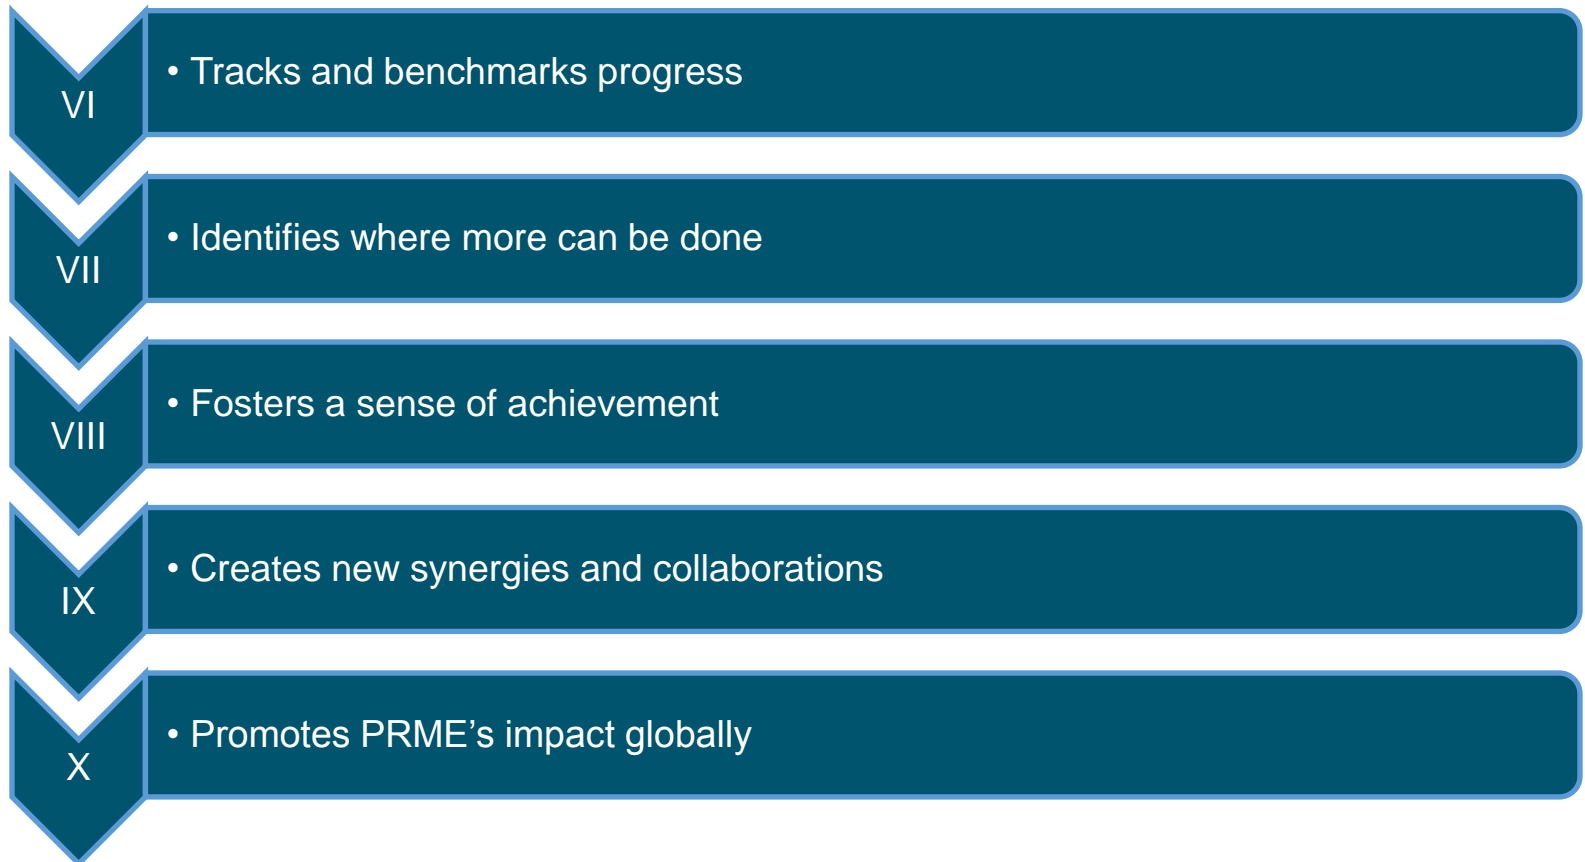 VI
• Tracks and benchmarks progress
VII
• Identifies where more can be done
VIII
• Fosters a sense of achievement
IX
• Creates new synergies and collaborations
X
• Promotes PRME’s impact globally